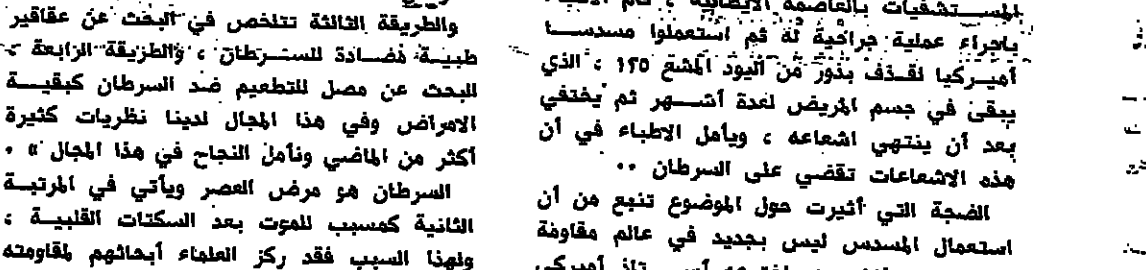 المستشفيات بالعاصمة الايطالية ، قام الاطباء
باجراء عملية جراحية له ثم استعملوا مسدسا
أميركيا لقذف بذور من اليود المشع ١٢٥ ، الذي
يبقى في جسم المريض لعدة أشهر ثم يختفي
بعد أن ينتهي اشعاعه ، ويأمل الاطباء في أن
هذه الاشعاعات تقضي على السرطان ..
الضجة التي أثيرت حول الموضوع تنبع من أن
استعمال المسدس ليس بجديد في عالم مقاومة
أميركي
والطريقة الثالثة تتلخص في البحث عن عقاقير
طبية مضادة للسرطان ، والطريقة الرابعة ،
البحث عن مصل للتطعيم ضد السرطان كبقية
الامراض وفي هذا المجال لدينا نظريات كثيرة
أكثر من الماضي ونأمل النجاح في هذا المجال » .
السرطان هو مرض العصر ويأتي في المرتبة
الثانية كمسبب للموت بعد السكتات القلبية ،
ولهذا السبب فقد ركز العلماء أبحاثهم لمقاومته